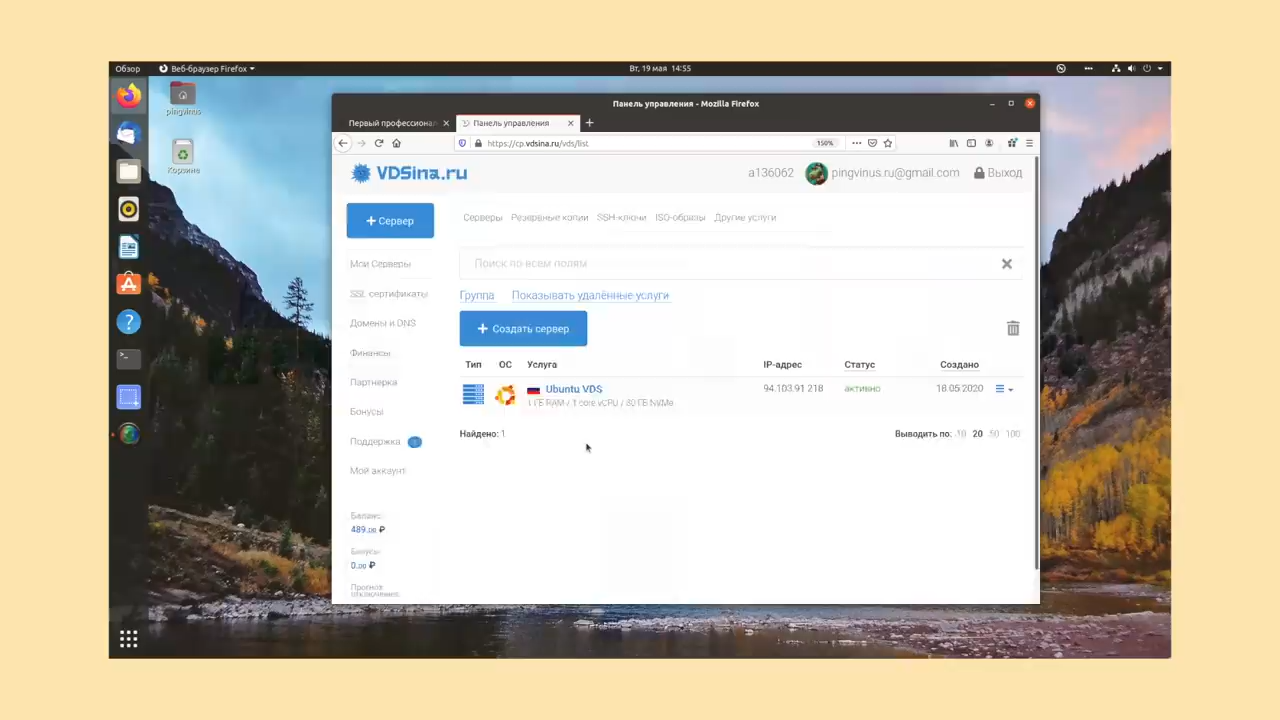 Обзор
Веб-браузер Firefox
Вт, 19 мая 14:55
pingvinus
Корзина
Панель управления - Mozilla Firefox
Первый профессионал
Панель управления
https://cp.vdsina.ru/vds/list
150%
VDSina.ru
a136062
pingvinus.ru@gmail.com
Выход
+ Сервер
Серверы
Резервные копии
SSH-ключи
ISO-образы
Другие услуги
Мои Серверы
SSL сертификаты
Домены и DNS
Финансы
Партнерка
Бонусы
Поддержка
Мой аккаунт
Баланс:
489.00 ₽
Бонусы:
0.00 ₽
Прогноз
отключения:
Поиск по всем полям
Группа
Показывать удалённые услуги
+ Создать сервер
Тип
ОС
Услуга
IP-адрес
Статус
Создано
Ubuntu VDS
94.103.91.218
активно
18.05.2020
1 ГБ RAM / 1 core vCPU / 30 ГБ NVMe
Найдено: 1
Выводить по: 10 20 50 100